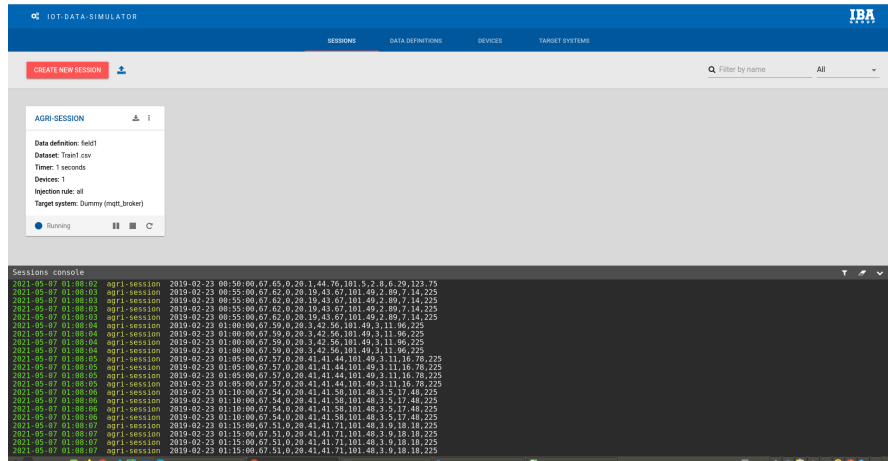 IOT-DATA-SIMULATOR
IBA
GROUP
SESSIONS DATA DEFINITIONS DEVICES TARGET SYSTEMS
CREATE NEW SESSION Filter by name All
AGRI-SESSION
Data definition: field1
Dataset: Train1.csv
Timer: 1 seconds
Devices: 1
Injection rule: all
Target system: Dummy (mqtt_broker)
Running
Sessions console
2021-05-07 01:08:02 agri-session 2019-02-23 00:50:00,67.65,0,20.1,44.76,101.5,2.8,6.29,123.75
2021-05-07 01:08:03 agri-session 2019-02-23 00:55:00,67.62,0,20.19,43.67,101.49,2.89,7.14,225
2021-05-07 01:08:03 agri-session 2019-02-23 00:55:00,67.62,0,20.19,43.67,101.49,2.89,7.14,225
2021-05-07 01:08:03 agri-session 2019-02-23 00:55:00,67.62,0,20.19,43.67,101.49,2.89,7.14,225
2021-05-07 01:08:03 agri-session 2019-02-23 00:55:00,67.62,0,20.19,43.67,101.49,2.89,7.14,225
2021-05-07 01:08:04 agri-session 2019-02-23 01:00:00,67.59,0,20.3,42.56,101.49,3,11.96,225
2021-05-07 01:08:04 agri-session 2019-02-23 01:00:00,67.59,0,20.3,42.56,101.49,3,11.96,225
2021-05-07 01:08:04 agri-session 2019-02-23 01:00:00,67.59,0,20.3,42.56,101.49,3,11.96,225
2021-05-07 01:08:04 agri-session 2019-02-23 01:00:00,67.59,0,20.3,42.56,101.49,3,11.96,225
2021-05-07 01:08:05 agri-session 2019-02-23 01:05:00,67.57,0,20.41,41.44,101.49,3.11,16.78,225
2021-05-07 01:08:05 agri-session 2019-02-23 01:05:00,67.57,0,20.41,41.44,101.49,3.11,16.78,225
2021-05-07 01:08:05 agri-session 2019-02-23 01:05:00,67.57,0,20.41,41.44,101.49,3.11,16.78,225
2021-05-07 01:08:05 agri-session 2019-02-23 01:05:00,67.57,0,20.41,41.44,101.49,3.11,16.78,225
2021-05-07 01:08:06 agri-session 2019-02-23 01:10:00,67.54,0,20.41,41.58,101.48,3.5,17.48,225
2021-05-07 01:08:06 agri-session 2019-02-23 01:10:00,67.54,0,20.41,41.58,101.48,3.5,17.48,225
2021-05-07 01:08:06 agri-session 2019-02-23 01:10:00,67.54,0,20.41,41.58,101.48,3.5,17.48,225
2021-05-07 01:08:06 agri-session 2019-02-23 01:10:00,67.54,0,20.41,41.58,101.48,3.5,17.48,225
2021-05-07 01:08:07 agri-session 2019-02-23 01:15:00,67.51,0,20.41,41.71,101.48,3.9,18.18,225
2021-05-07 01:08:07 agri-session 2019-02-23 01:15:00,67.51,0,20.41,41.71,101.48,3.9,18.18,225
2021-05-07 01:08:07 agri-session 2019-02-23 01:15:00,67.51,0,20.41,41.71,101.48,3.9,18.18,225
2021-05-07 01:08:07 agri-session 2019-02-23 01:15:00,67.51,0,20.41,41.71,101.48,3.9,18.18,225